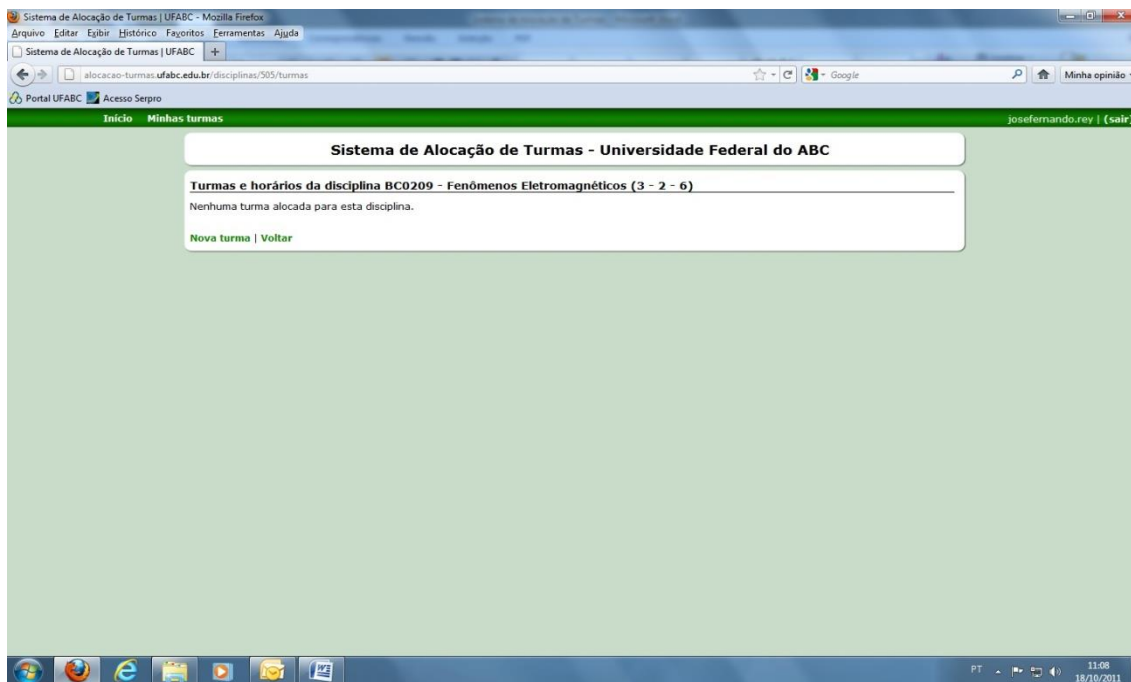 Sistema de Alocação de Turmas | UFABC - Mozilla Firefox
Arquivo Editar Exibir Histórico Favoritos Ferramentas Ajuda
Sistema de Alocação de Turmas | UFABC +
alocacao-turmas.ufabc.edu.br/disciplinas/505/turmas Google Minha opinião
Portal UFABC Acesso Serpro
Início Minhas turmas josefernando.rey | (sair)
Sistema de Alocação de Turmas - Universidade Federal do ABC
Turmas e horários da disciplina BC0209 - Fenômenos Eletromagnéticos (3 - 2 - 6)
Nenhuma turma alocada para esta disciplina.
Nova turma | Voltar
PT 11:08
18/10/2011